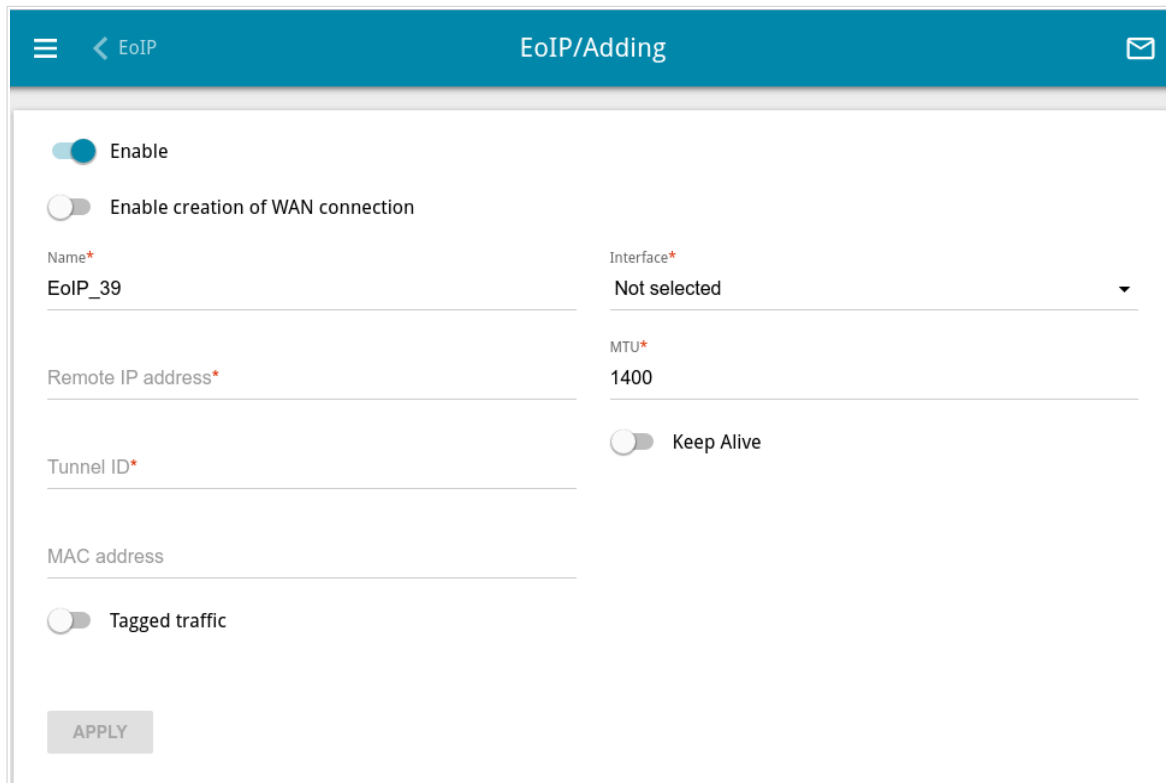 EoIP
EoIP/Adding
Enable
Enable creation of WAN connection
Name*
EoIP_39
Interface*
Not selected
Remote IP address*
MTU*
1400
Tunnel ID*
Keep Alive
MAC address
Tagged traffic
APPLY